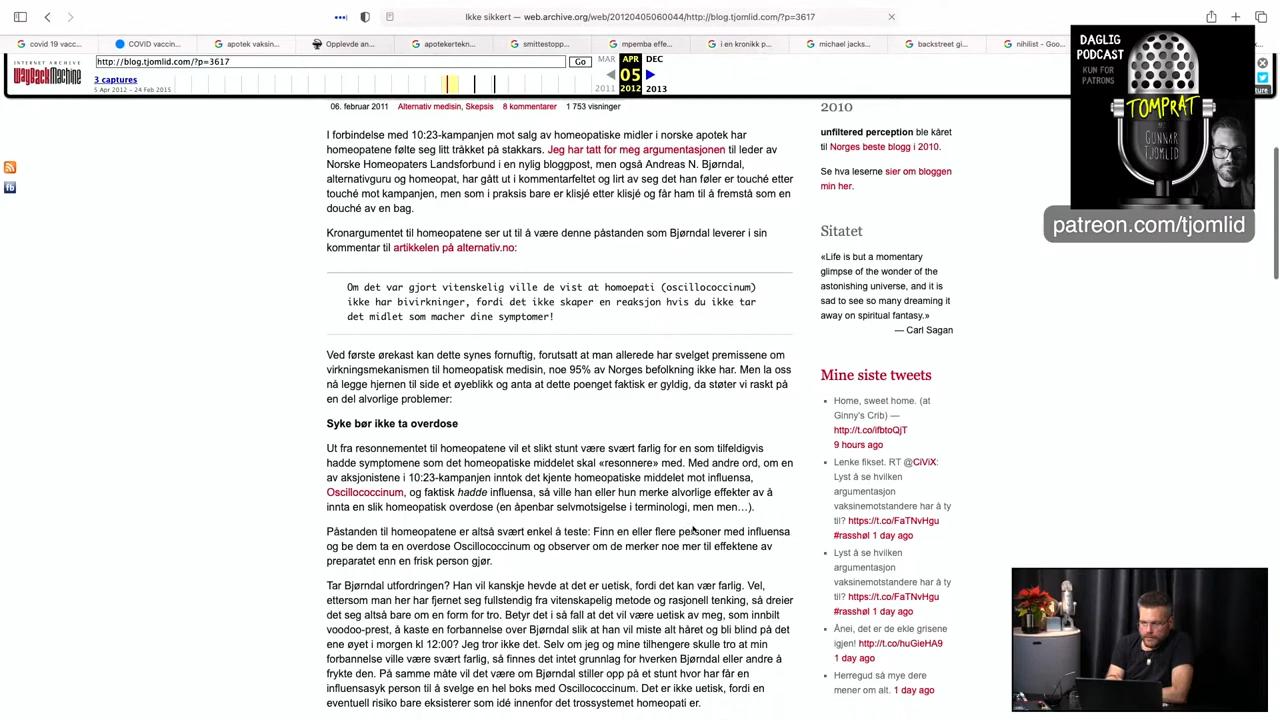 Ikke sikkert — web.archive.org/web/20120405060044/http://blog.tjomlid.com/?p=3617
covid 19 vacc...
COVID vaccin...
apotek vaksin...
Opplevde an...
apotekertekn...
smittestopp...
mpemba effe...
i en kronikk p...
michael jacks...
backstreet gi...
nihilist - Goo...
INTERNET ARCHIVE
WayBackMachine
http://blog.tjomlid.com/?p=3617
Go
3 captures
5 Apr 2012 – 24 Feb 2015
MAR APR DEC
05
2011 2012 2013
DAGLIG
PODCAST
KUN FOR
PATRONS
TOMPRAT
GUNNAR
TJOMLID
patreon.com/tjomlid
06. februar 2011 Alternativ medisin, Skepsis 8 kommentarer 1 753 visninger
I forbindelse med 10:23-kampanjen mot salg av homeopatiske midler i norske apotek har
homeopatene følte seg litt tråkket på stakkars. Jeg har tatt for meg argumentasjonen til leder av
Norske Homeopaters Landsforbund i en nylig bloggpost, men også Andreas N. Bjørndal,
alternativguru og homeopat, har gått ut i kommentarfeltet og lirt av seg det han føler er touché etter
touché mot kampanjen, men som i praksis bare er klisjé etter klisjé og får ham til å fremstå som en
douché av en bag.
Kronargumentet til homeopatene ser ut til å være denne påstanden som Bjørndal leverer i sin
kommentar til artikkelen på alternativ.no:
Om det var gjort vitenskelig ville de vist at homoepati (oscillococcinum)
ikke har bivirkninger, fordi det ikke skaper en reaksjon hvis du ikke tar
det midlet som macher dine symptomer!
Ved første ørekast kan dette synes fornuftig, forutsatt at man allerede har svelget premissene om
virkningsmekanismen til homeopatisk medisin, noe 95% av Norges befolkning ikke har. Men la oss
nå legge hjernen til side et øyeblikk og anta at dette poenget faktisk er gyldig, da støter vi raskt på
en del alvorlige problemer:
Syke bør ikke ta overdose
Ut fra resonnementet til homeopatene vil et slikt stunt være svært farlig for en som tilfeldigvis
hadde symptomene som det homeopatiske middelet skal «resonnere» med. Med andre ord, om en
av aksjonistene i 10:23-kampanjen inntok det kjente homeopatiske middelet mot influensa,
Oscillococcinum, og faktisk hadde influensa, så ville han eller hun merke alvorlige effekter av å
innta en slik homeopatisk overdose (en åpenbar selvmotsigelse i terminologi, men men…).
Påstanden til homeopatene er altså svært enkel å teste: Finn en eller flere personer med influensa
og be dem ta en overdose Oscillococcinum og observer om de merker noe mer til effektene av
preparatet enn en frisk person gjør.
Tar Bjørndal utfordringen? Han vil kanskje hevde at det er uetisk, fordi det kan vær farlig. Vel,
ettersom man her har fjernet seg fullstendig fra vitenskapelig metode og rasjonell tenking, så dreier
det seg altså bare om en form for tro. Betyr det i så fall at det vil være uetisk av meg, som innbilt
voodoo-prest, å kaste en forbannelse over Bjørndal slik at han vil miste alt håret og bli blind på det
ene øyet i morgen kl 12:00? Jeg tror ikke det. Selv om jeg og mine tilhengere skulle tro at min
forbannelse ville være svært farlig, så finnes det intet grunnlag for hverken Bjørndal eller andre å
frykte den. På samme måte vil det være om Bjørndal stiller opp på et stunt hvor har får en
influensasyk person til å svelge en hel boks med Oscillococcinum. Det er ikke uetisk, fordi en
eventuell risiko bare eksisterer som idé innenfor det trossystemet homeopati er.
2010
unfiltered perception ble kåret
til Norges beste blogg i 2010.
Se hva leserne sier om bloggen
min her.
Sitatet
«Life is but a momentary
glimpse of the wonder of the
astonishing universe, and it is
sad to see so many dreaming it
away on spiritual fantasy.»
— Carl Sagan
Mine siste tweets
Home, sweet home. (at
Ginny's Crib) —
http://t.co/ifbtoQjT
9 hours ago
Lenke fikset. RT @CiViX:
Lyst å se hvilken
argumentasjon
vaksinemotstandere har å ty
til? https://t.co/FaTNvHgu
#rasshøl 1 day ago
Lyst å se hvilken
argumentasjon
vaksinemotstandere har å ty
til? https://t.co/FaTNvHgu
#rasshøl 1 day ago
Ånei, det er de ekle grisene
igjen! http://t.co/huGieHA9
1 day ago
Herregud så mye dere
mener om alt. 1 day ago